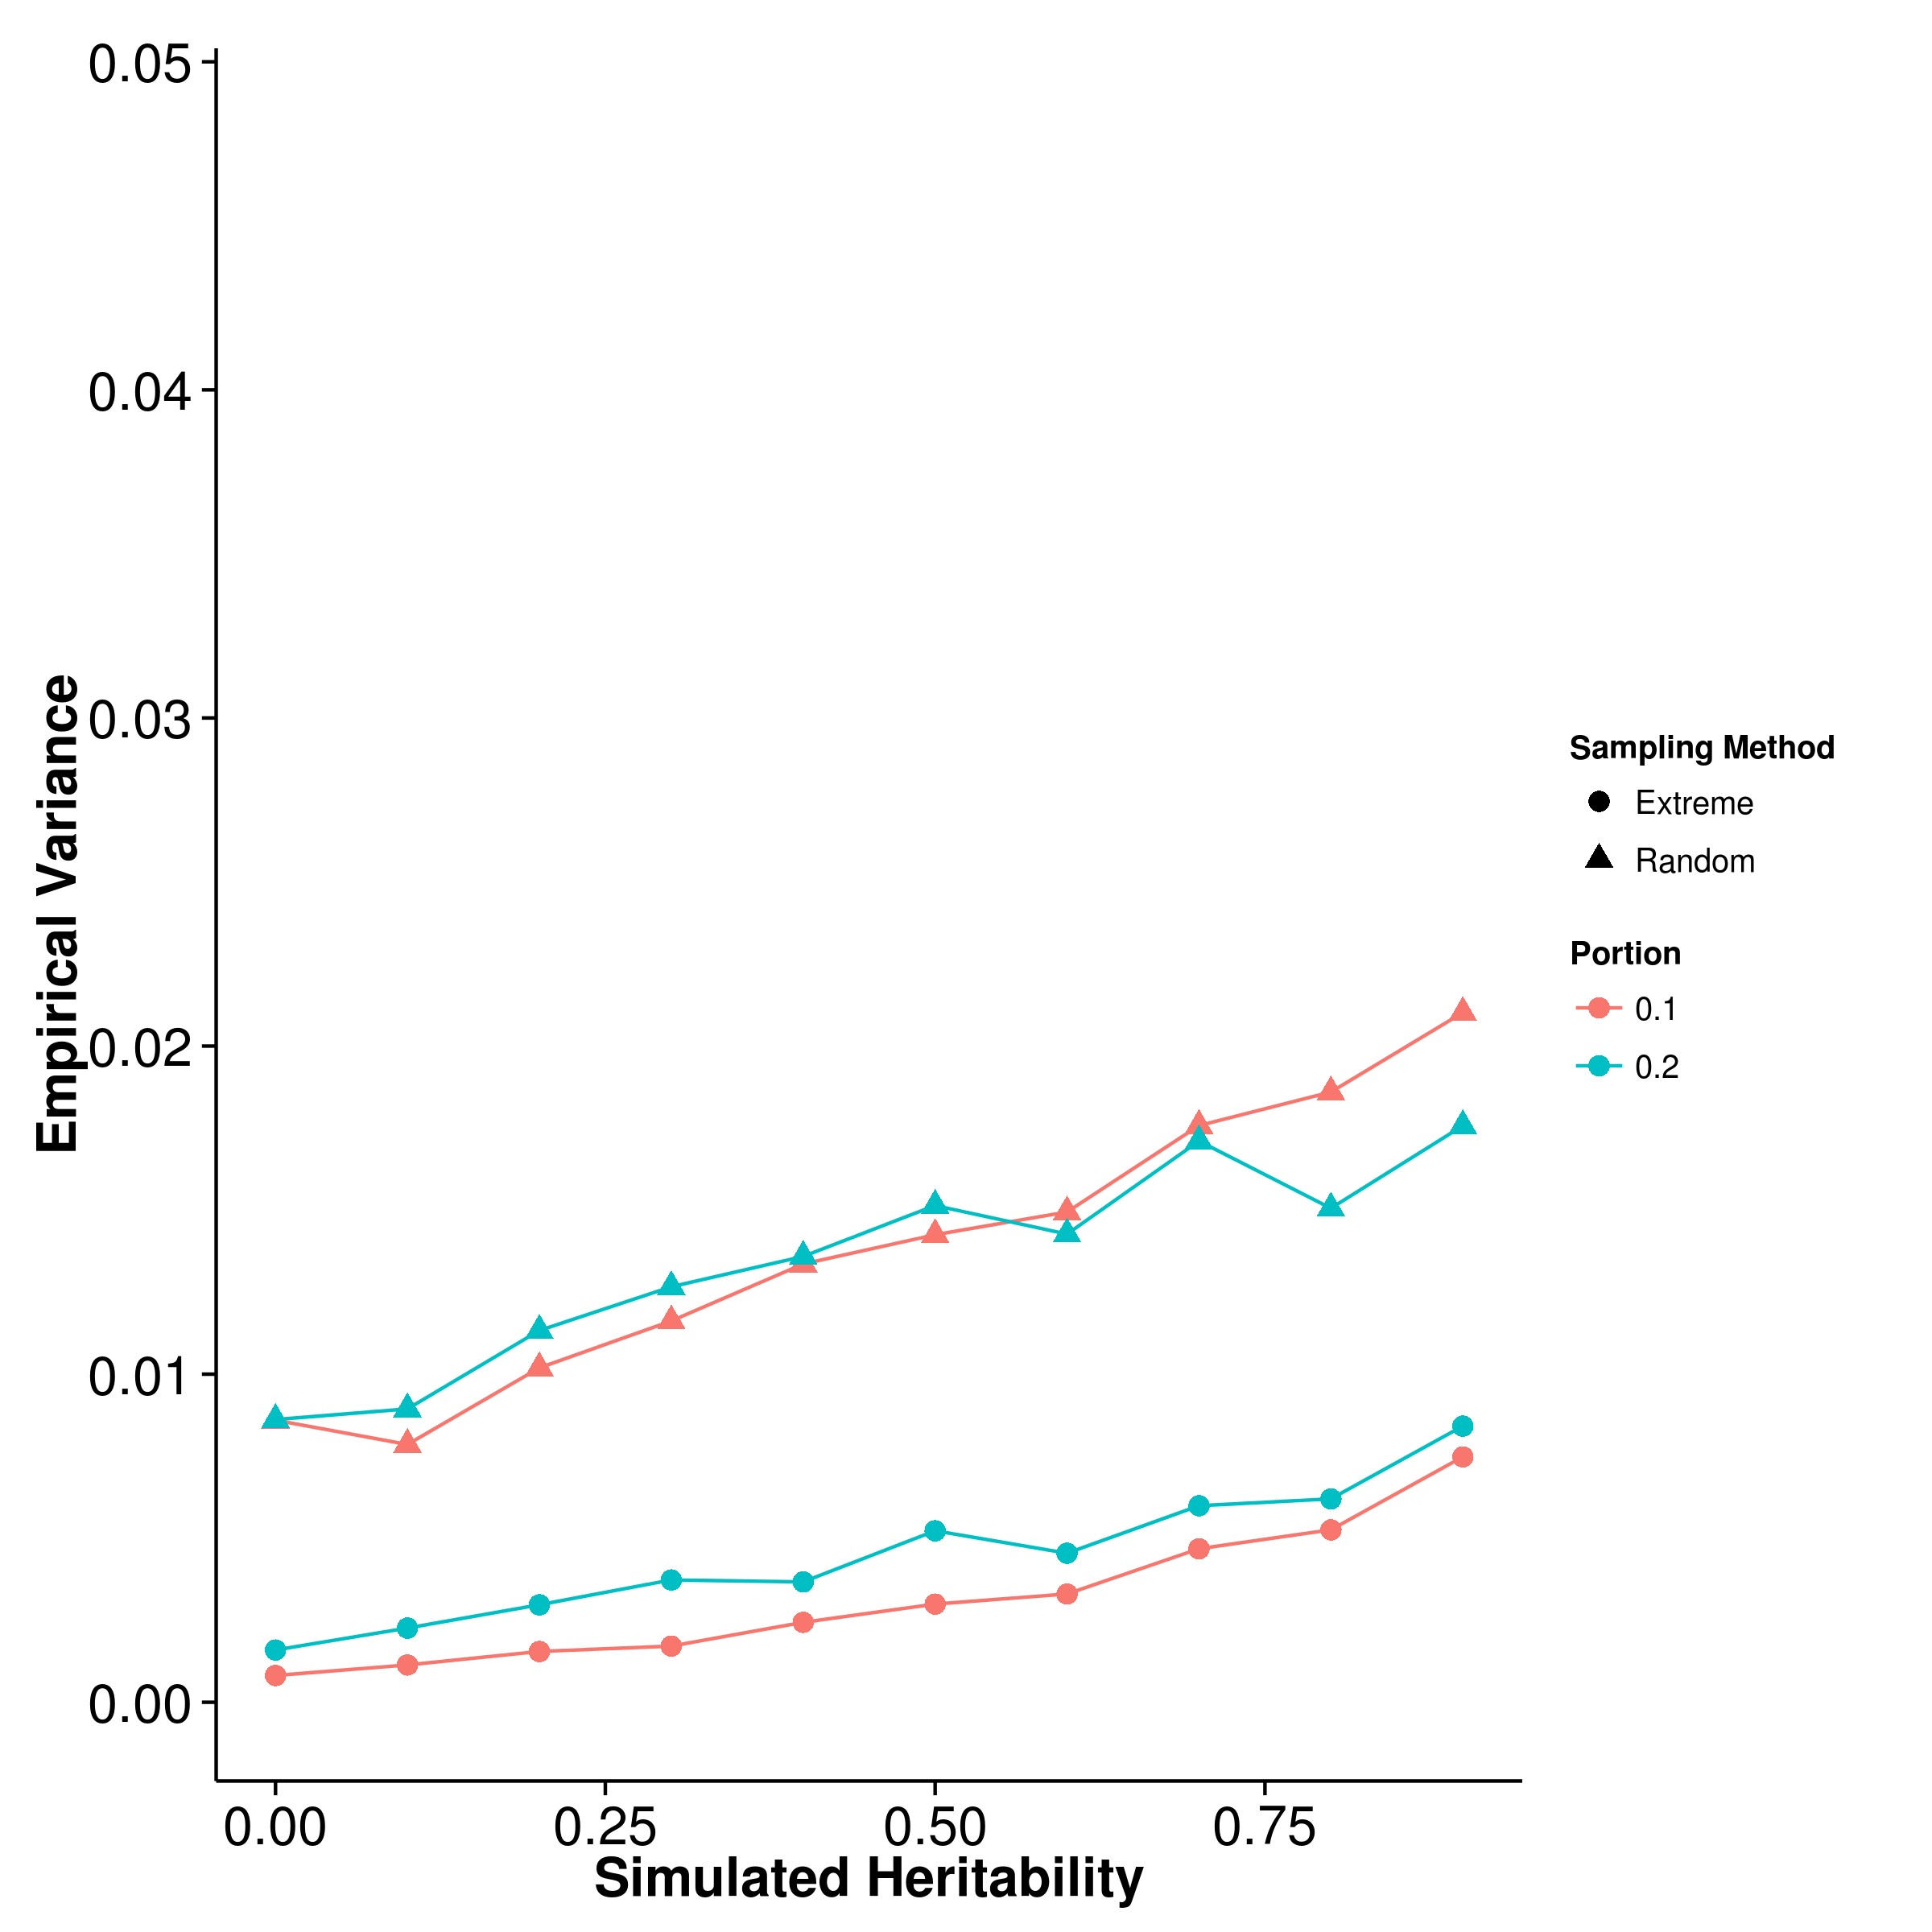 0.05
0.04
0.03
0.02
0.01
0.00
Empirical Variance
0.00 0.25 0.50 0.75
Simulated Heritability
Sampling Method
Extreme
Random
Portion
0.1
0.2